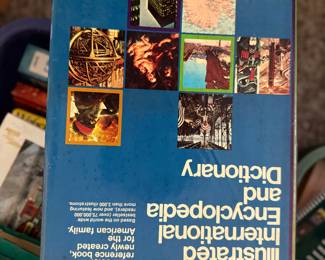 Illustrated
International
Encyclopedia
and
Dictionary
newly created
reference book
for the
American family.
Based on the world wide
bestseller (over 75,000,000
readers), and now featuring
more than 2,000 illustrations.